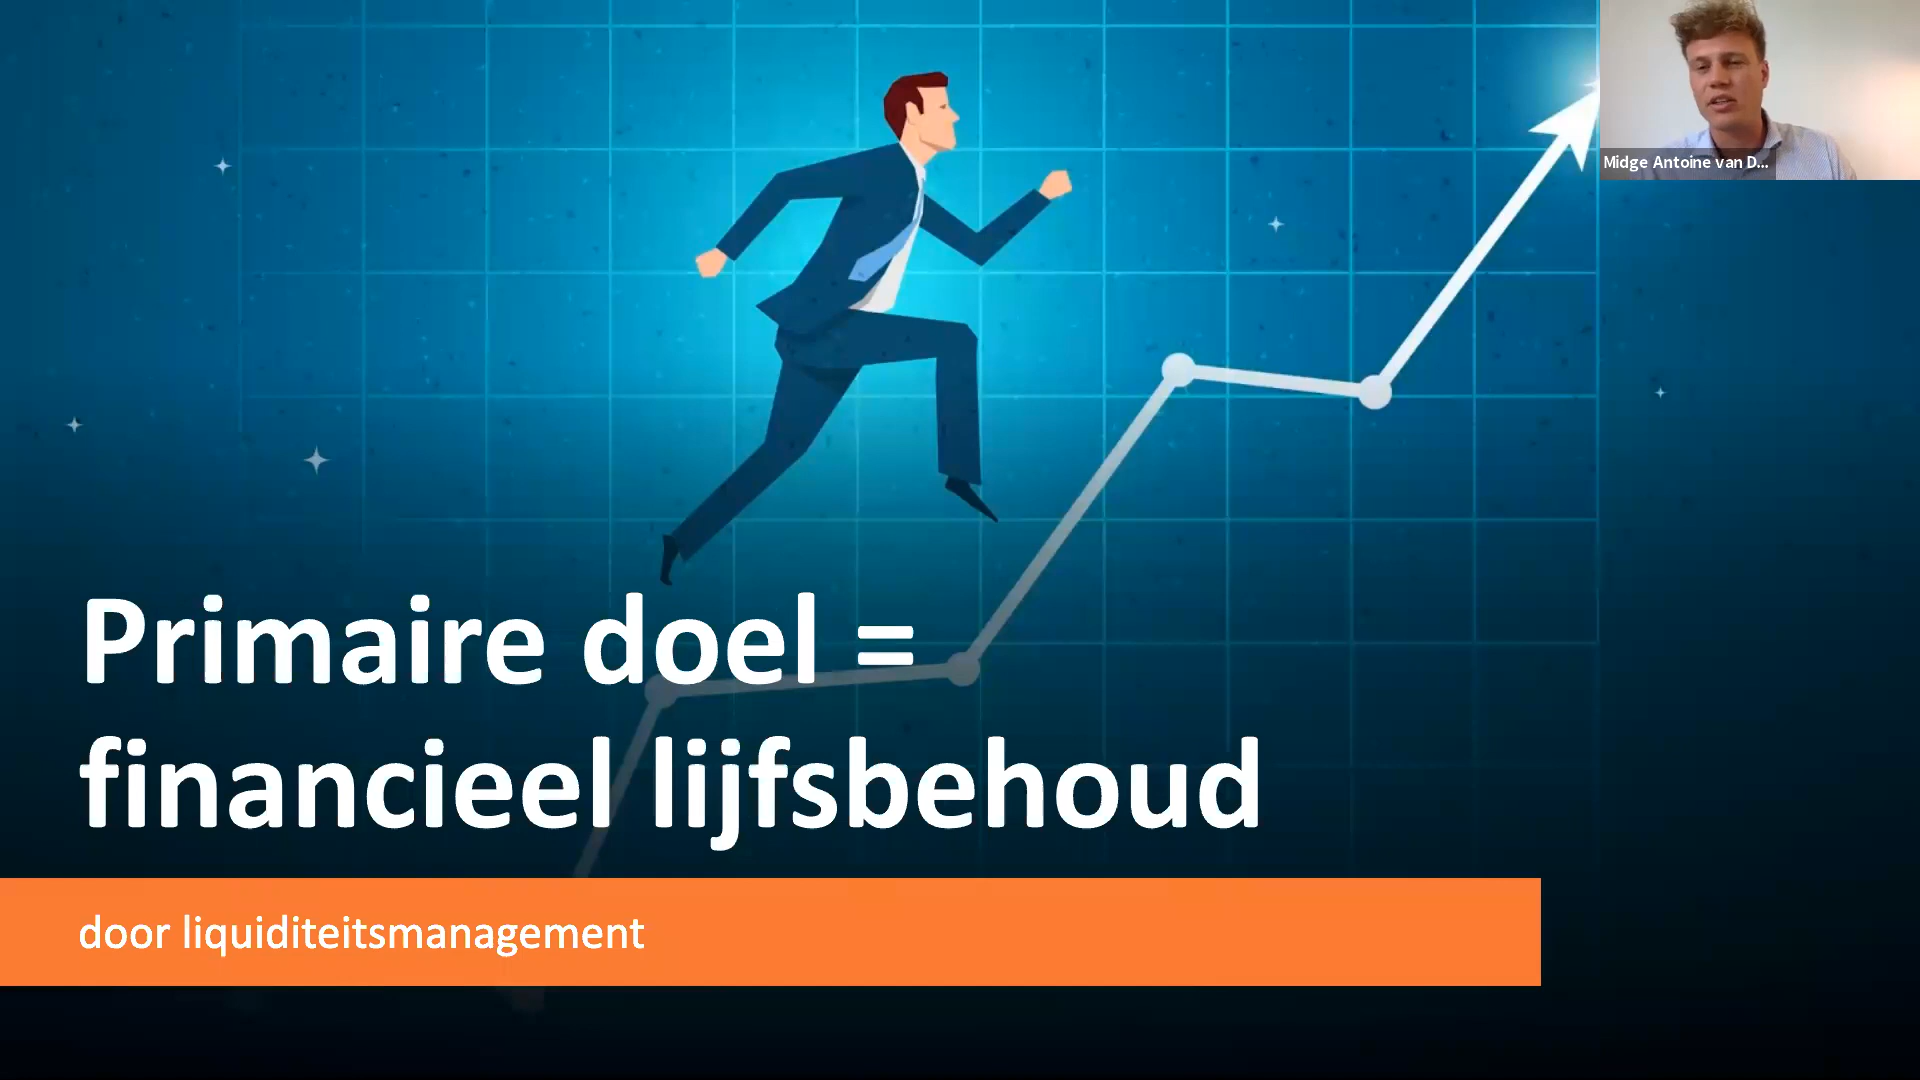 Midge Antoine van D...
Primaire doel =
financieel lijfsbehoud
door liquiditeitsmanagement